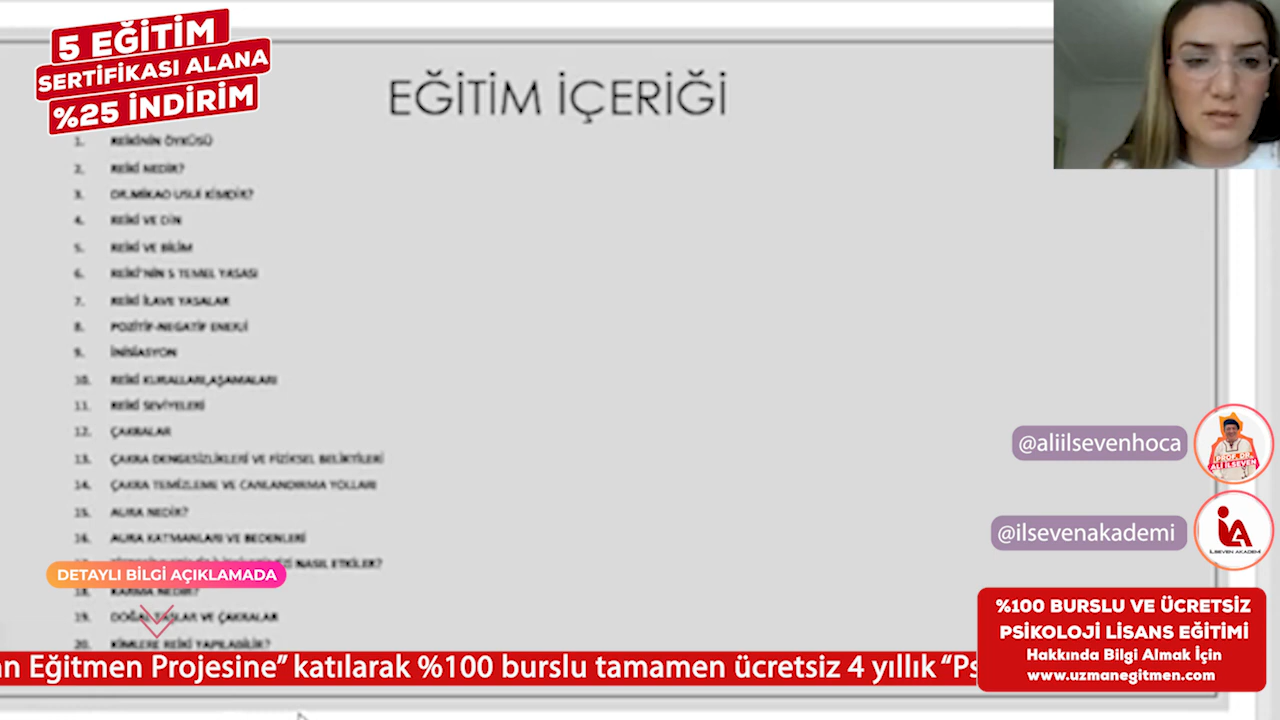 5 EĞİTİM
SERTİFİKASI ALANA
%25 İNDİRİM
EĞİTİM İÇERİĞİ
1. REİKİNİN ÖYKÜSÜ
2. REİKİ NEDİR?
3. DR.MİKAO USUİ KİMDİR?
4. REİKİ VE DİN
5. REİKİ VE BİLİM
6. REİKİ'NİN 5 TEMEL YASASI
7. REİKİ İLAVE YASALAR
8. POZİTİF-NEGATİF ENERJİ
9. İNİSİASYON
10. REİKİ KURALLARI,AŞAMALARI
11. REİKİ SEVİYELERİ
12. ÇAKRALAR
13. ÇAKRA DENGESİZLİKLERİ VE FİZİKSEL BELİRTİLERİ
14. ÇAKRA TEMİZLEME VE CANLANDIRMA YOLLARI
15. AURA NEDİR?
16. AURA KATMANLARI VE BEDENLERİ
NASIL ETKİLER?
DETAYLI BİLGİ AÇIKLAMADA
18. KARMA NEDİR?
19. DOĞAL TAŞLAR VE ÇAKRALAR
20. KİMLERE REİKİ YAPILABİLİR?
@aliilsevenhoca
PROF. DR.
ALİ İLSEVEN
@ilsevenakademi
İLSEVEN AKADEMİ
%100 BURSLU VE ÜCRETSİZ
PSİKOLOJİ LİSANS EĞİTİMİ
Hakkında Bilgi Almak İçin
www.uzmanegitmen.com
an Eğitmen Projesine” katılarak %100 burslu tamamen ücretsiz 4 yıllık “Ps